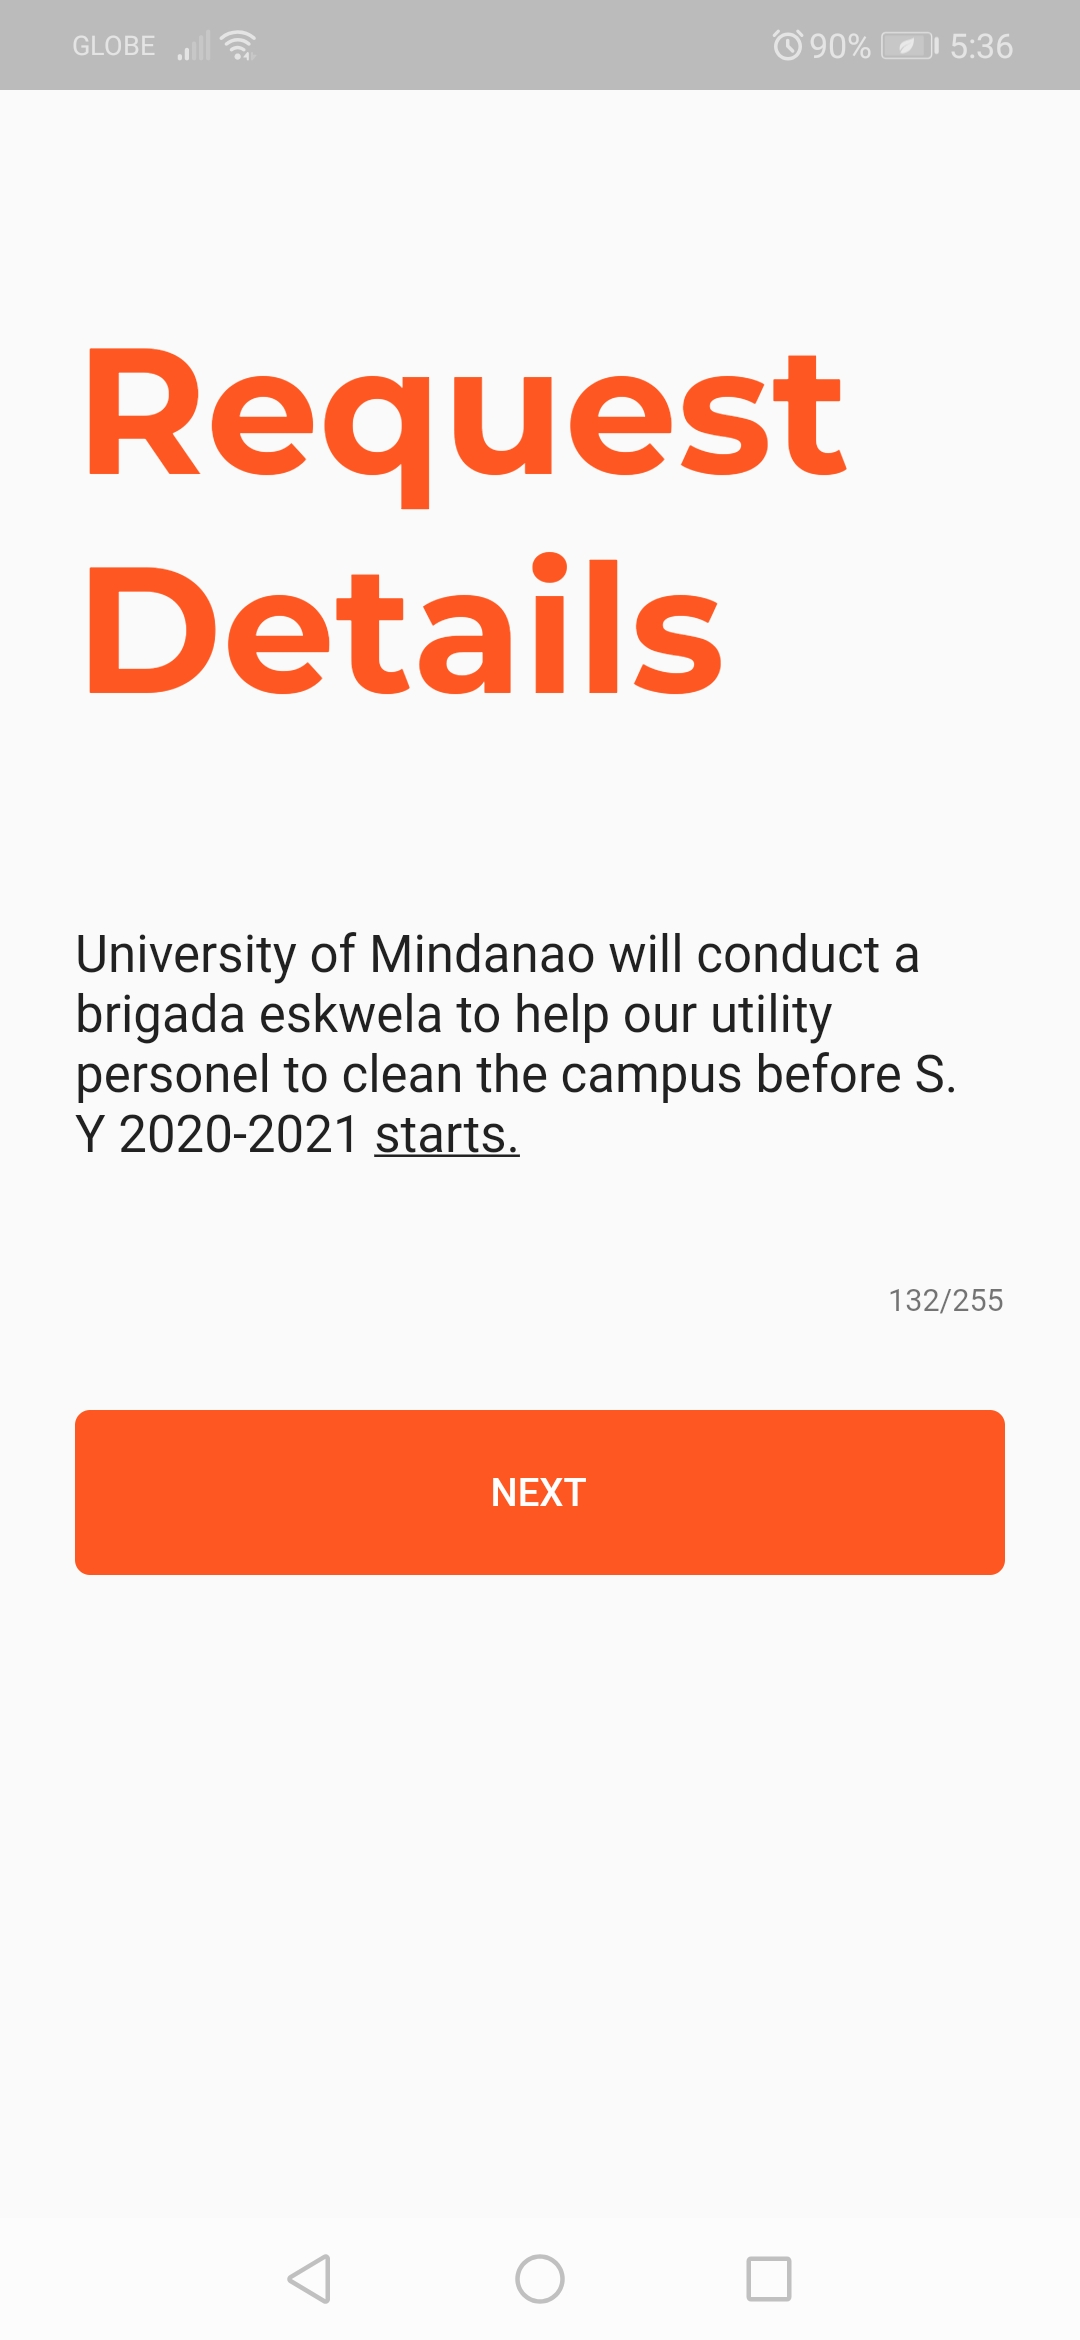 GLOBE 90% 5:36
Request
Details
University of Mindanao will conduct a
brigada eskwela to help our utility
personel to clean the campus before S.
Y 2020-2021 starts.
132/255
NEXT